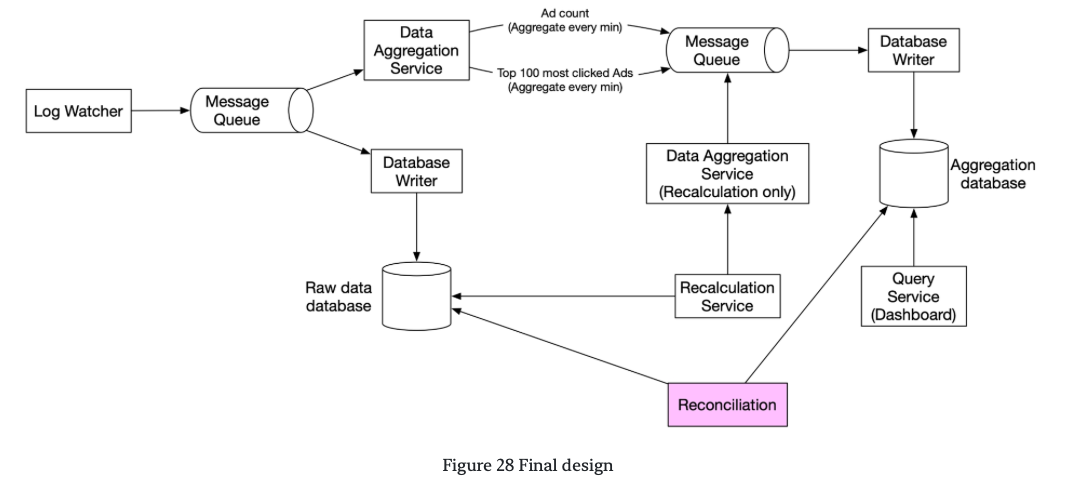 Ad count
(Aggregate every min)
Data
Aggregation
Service
Message
Queue
Database
Writer
Top 100 most clicked Ads
(Aggregate every min)
Log Watcher
Message
Queue
Database
Writer
Data Aggregation
Service
(Recalculation only)
Aggregation
database
Raw data
database
Recalculation
Service
Query
Service
(Dashboard)
Reconciliation
Figure 28 Final design